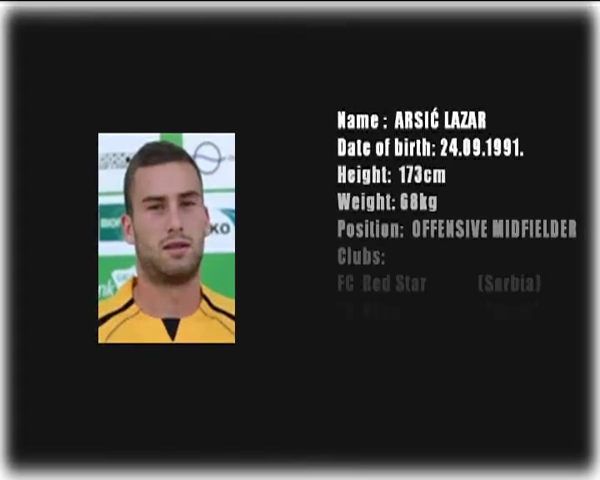 Name : ARSIĆ LAZAR
Date of birth: 24.09.1991.
Height: 173cm
Weight: 68kg
Position: OFFENSIVE MIDFIELDER
Clubs:
FC Red Star (Serbia)